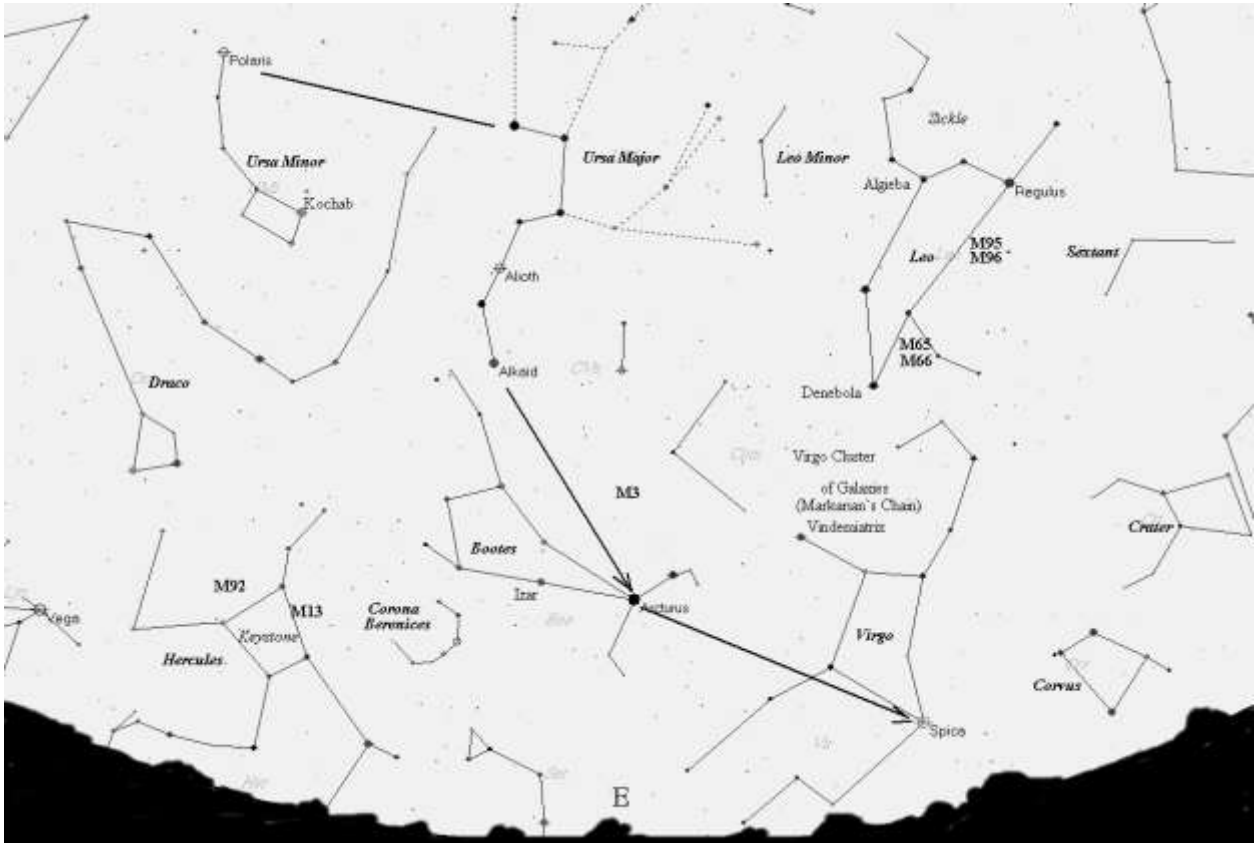 Polaris
Zickle
Ursa Minor
Ursa Major
Leo Minor
Algieba
Regulus
Kochab
M95
M96
Leo
Sextant
Alioth
M65
M66
Alkaid
Draco
Denebola
Virgo Cluster
of Galaxies
(Markarian`s Chain)
Vindemiatrix
M3
Crater
Bootes
M92
Izar
M13
Corona
Beronices
Arcturus
Vega
Keystone
Hercules
Virgo
Corvus
Spica
E